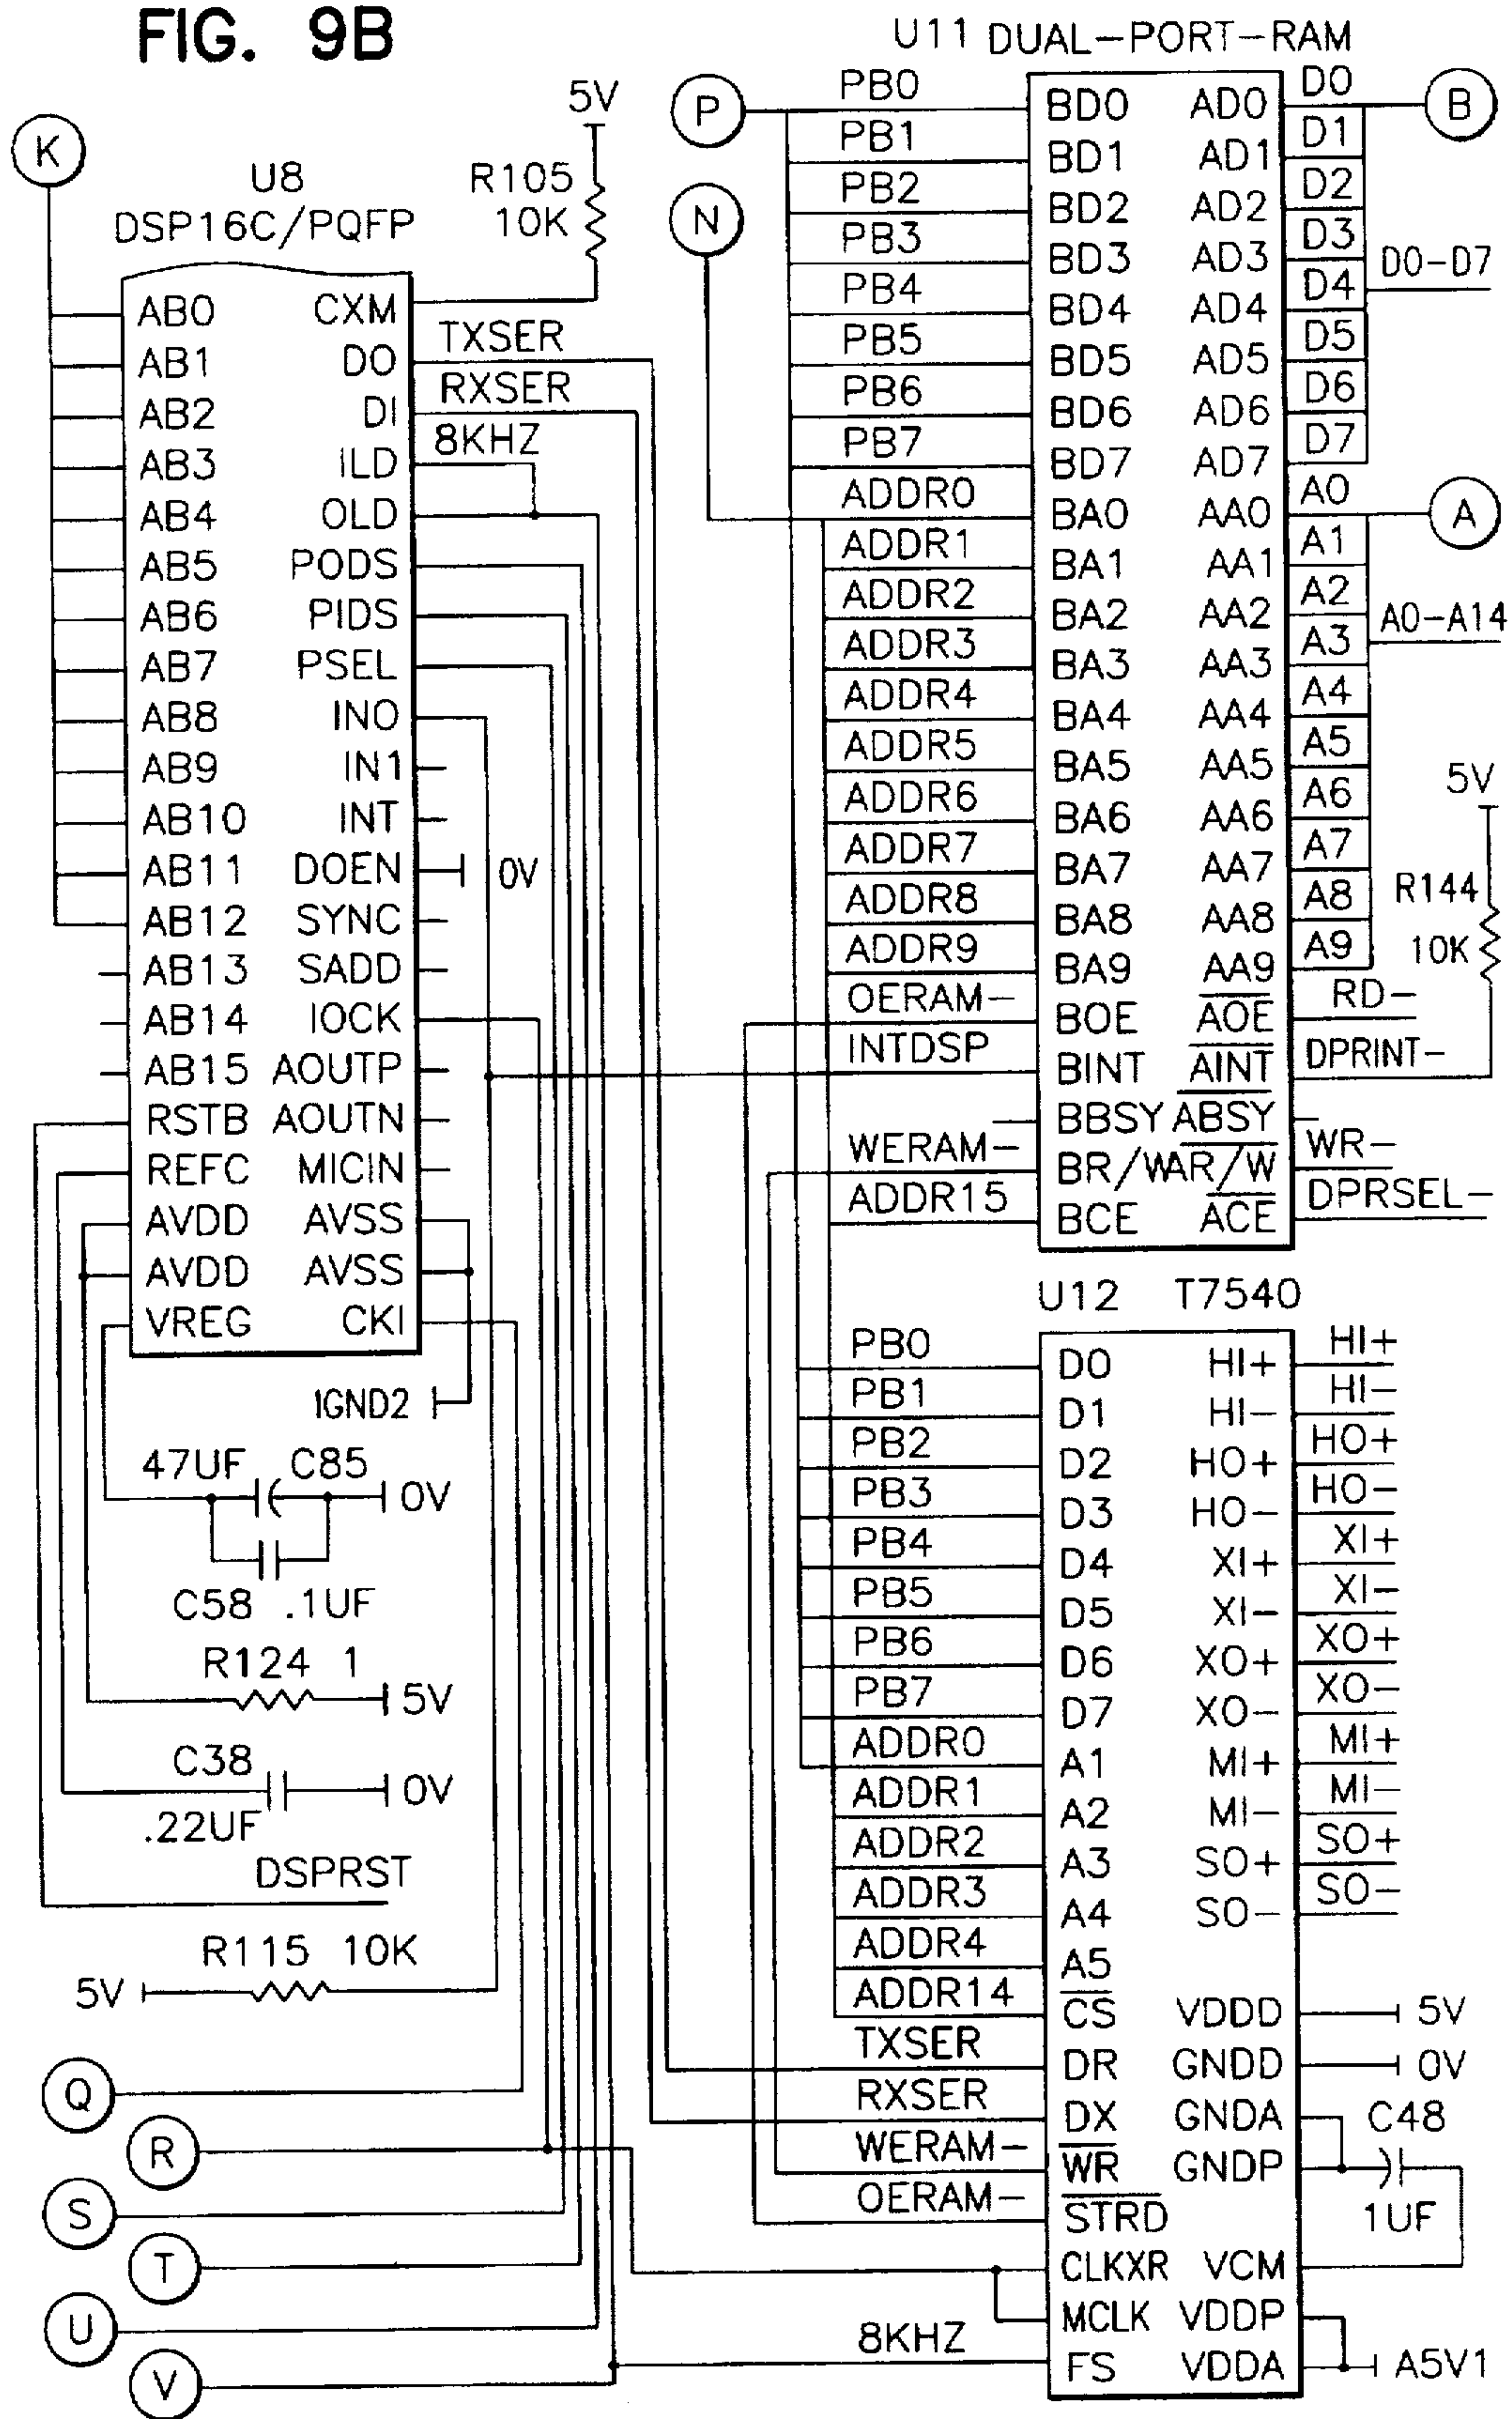 FIG. 9B
K
U8
DSP16C/PQFP
5V
R105
10K
AB0 CXM
AB1 DO TXSER
AB2 DI RXSER
AB3 ILD 8KHZ
AB4 OLD
AB5 PODS
AB6 PIDS
AB7 PSEL
AB8 INO
AB9 IN1
AB10 INT
AB11 DOEN 0V
AB12 SYNC
AB13 SADD
AB14 IOCK
AB15 AOUTP
RSTB AOUTN
REFC MICIN
AVDD AVSS
AVDD AVSS
VREG CKI
1GND2
47UF C85
0V
C58 .1UF
R124 1
5V
C38
0V
.22UF
DSPRST
R115 10K
5V
Q
R
S
T
U
V
U11 DUAL-PORT-RAM
P
N
PB0 BD0 AD0 D0 B
PB1 BD1 AD1 D1
PB2 BD2 AD2 D2
PB3 BD3 AD3 D3
D0-D7
PB4 BD4 AD4 D4
PB5 BD5 AD5 D5
PB6 BD6 AD6 D6
PB7 BD7 AD7 D7
ADDR0 BA0 AA0 A0 A
ADDR1 BA1 AA1 A1
ADDR2 BA2 AA2 A2
A0-A14
ADDR3 BA3 AA3 A3
ADDR4 BA4 AA4 A4
ADDR5 BA5 AA5 A5
ADDR6 BA6 AA6 A6
ADDR7 BA7 AA7 A7
ADDR8 BA8 AA8 A8
ADDR9 BA9 AA9 A9
5V
R144
10K
OERAM- BOE AOE RD-
INTDSP BINT AINT DPRINT-
BBSY ABSY
WERAM- BR/W AR/W WR-
ADDR15 BCE ACE DPRSEL-
U12 T7540
PB0 D0 HI+ HI+
PB1 D1 HI- HI-
PB2 D2 HO+ HO+
PB3 D3 HO- HO-
PB4 D4 XI+ XI+
PB5 D5 XI- XI-
PB6 D6 XO+ XO+
PB7 D7 XO- XO-
ADDR0 A1 MI+ MI+
ADDR1 A2 MI- MI-
ADDR2 A3 SO+ SO+
ADDR3 A4 SO- SO-
ADDR4 A5
ADDR14 CS VDDD 5V
TXSER DR GNDD 0V
RXSER DX GNDA C48
WERAM- WR GNDP
OERAM- STRD 1UF
CLKXR VCM
MCLK VDDP
8KHZ FS VDDA A5V1